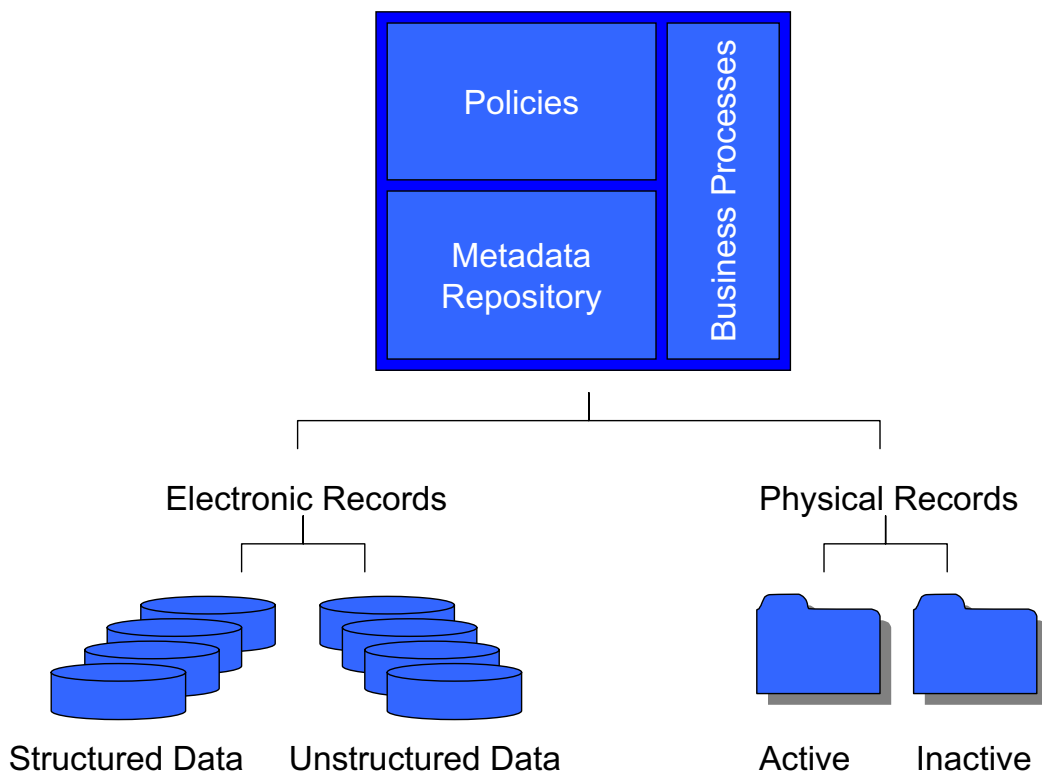 Policies
Business Processes
Metadata
Repository
Electronic Records
Physical Records
Structured Data
Unstructured Data
Active
Inactive